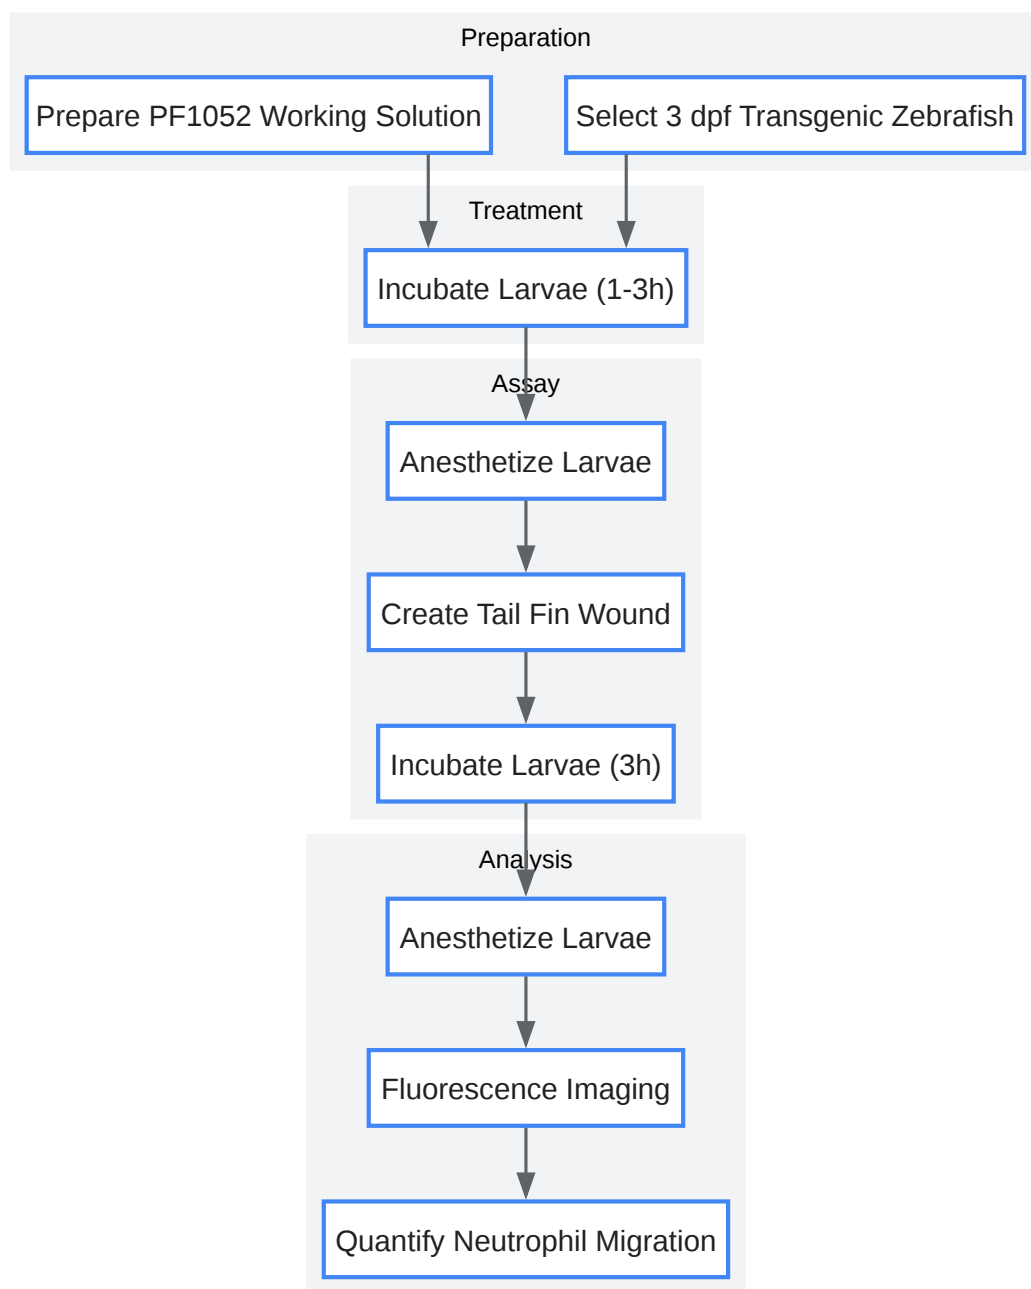 Preparation
Prepare PF1052 Working Solution
Select 3 dpf Transgenic Zebrafish
Treatment
Incubate Larvae (1-3h)
Assay
Anesthetize Larvae
Create Tail Fin Wound
Incubate Larvae (3h)
Analysis
Anesthetize Larvae
Fluorescence Imaging
Quantify Neutrophil Migration